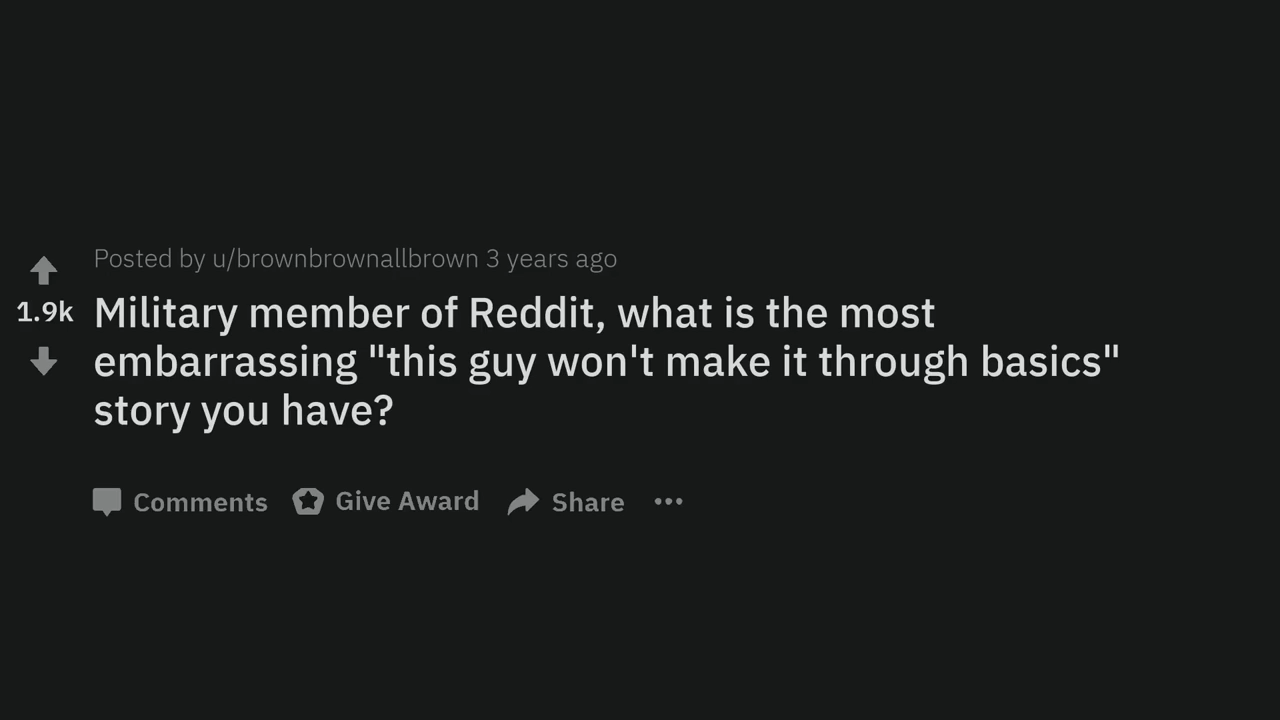 Posted by u/brownbrownallbrown 3 years ago
1.9k
Military member of Reddit, what is the most
embarrassing "this guy won't make it through basics"
story you have?
Comments Give Award Share